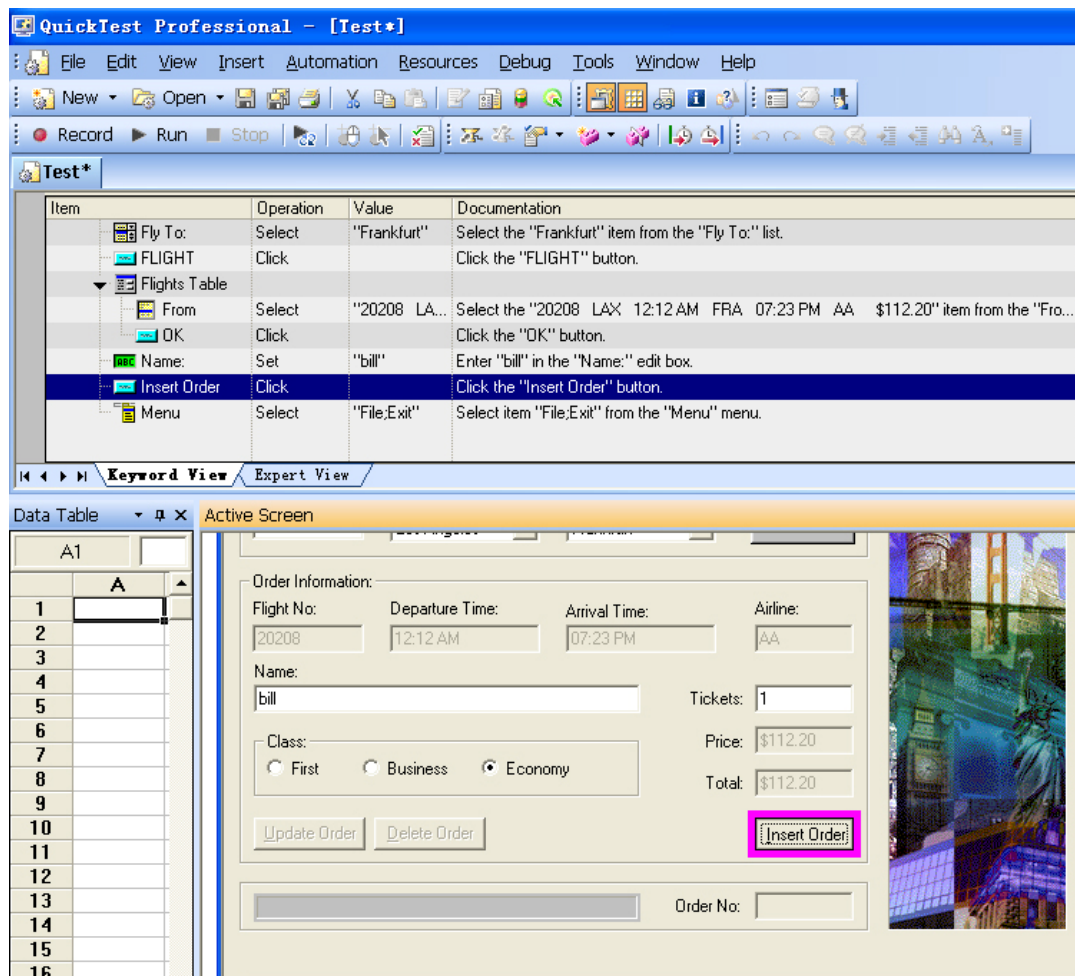 QuickTest Professional - [Test*]
File Edit View Insert Automation Resources Debug Tools Window Help
New Open
Record Run Stop
Test*
Item Operation Value Documentation
Fly To: Select "Frankfurt" Select the "Frankfurt" item from the "Fly To:" list.
FLIGHT Click Click the "FLIGHT" button.
Flights Table
From Select "20208 LA... Select the "20208 LAX 12:12 AM FRA 07:23 PM AA $112.20" item from the "Fro...
OK Click Click the "OK" button.
ABC Name: Set "bill" Enter "bill" in the "Name:" edit box.
Insert Order Click Click the "Insert Order" button.
Menu Select "File;Exit" Select item "File;Exit" from the "Menu" menu.
Keyword View Expert View
Data Table Active Screen
A1
A
Order Information:
1 Flight No: Departure Time: Arrival Time: Airline:
2 20208 12:12 AM 07:23 PM AA
3
4 Name:
5 bill Tickets: 1
6
7 Class: Price: $112.20
8 First Business Economy Total: $112.20
9
10 Update Order Delete Order Insert Order
11
12
13 Order No:
14
15
16